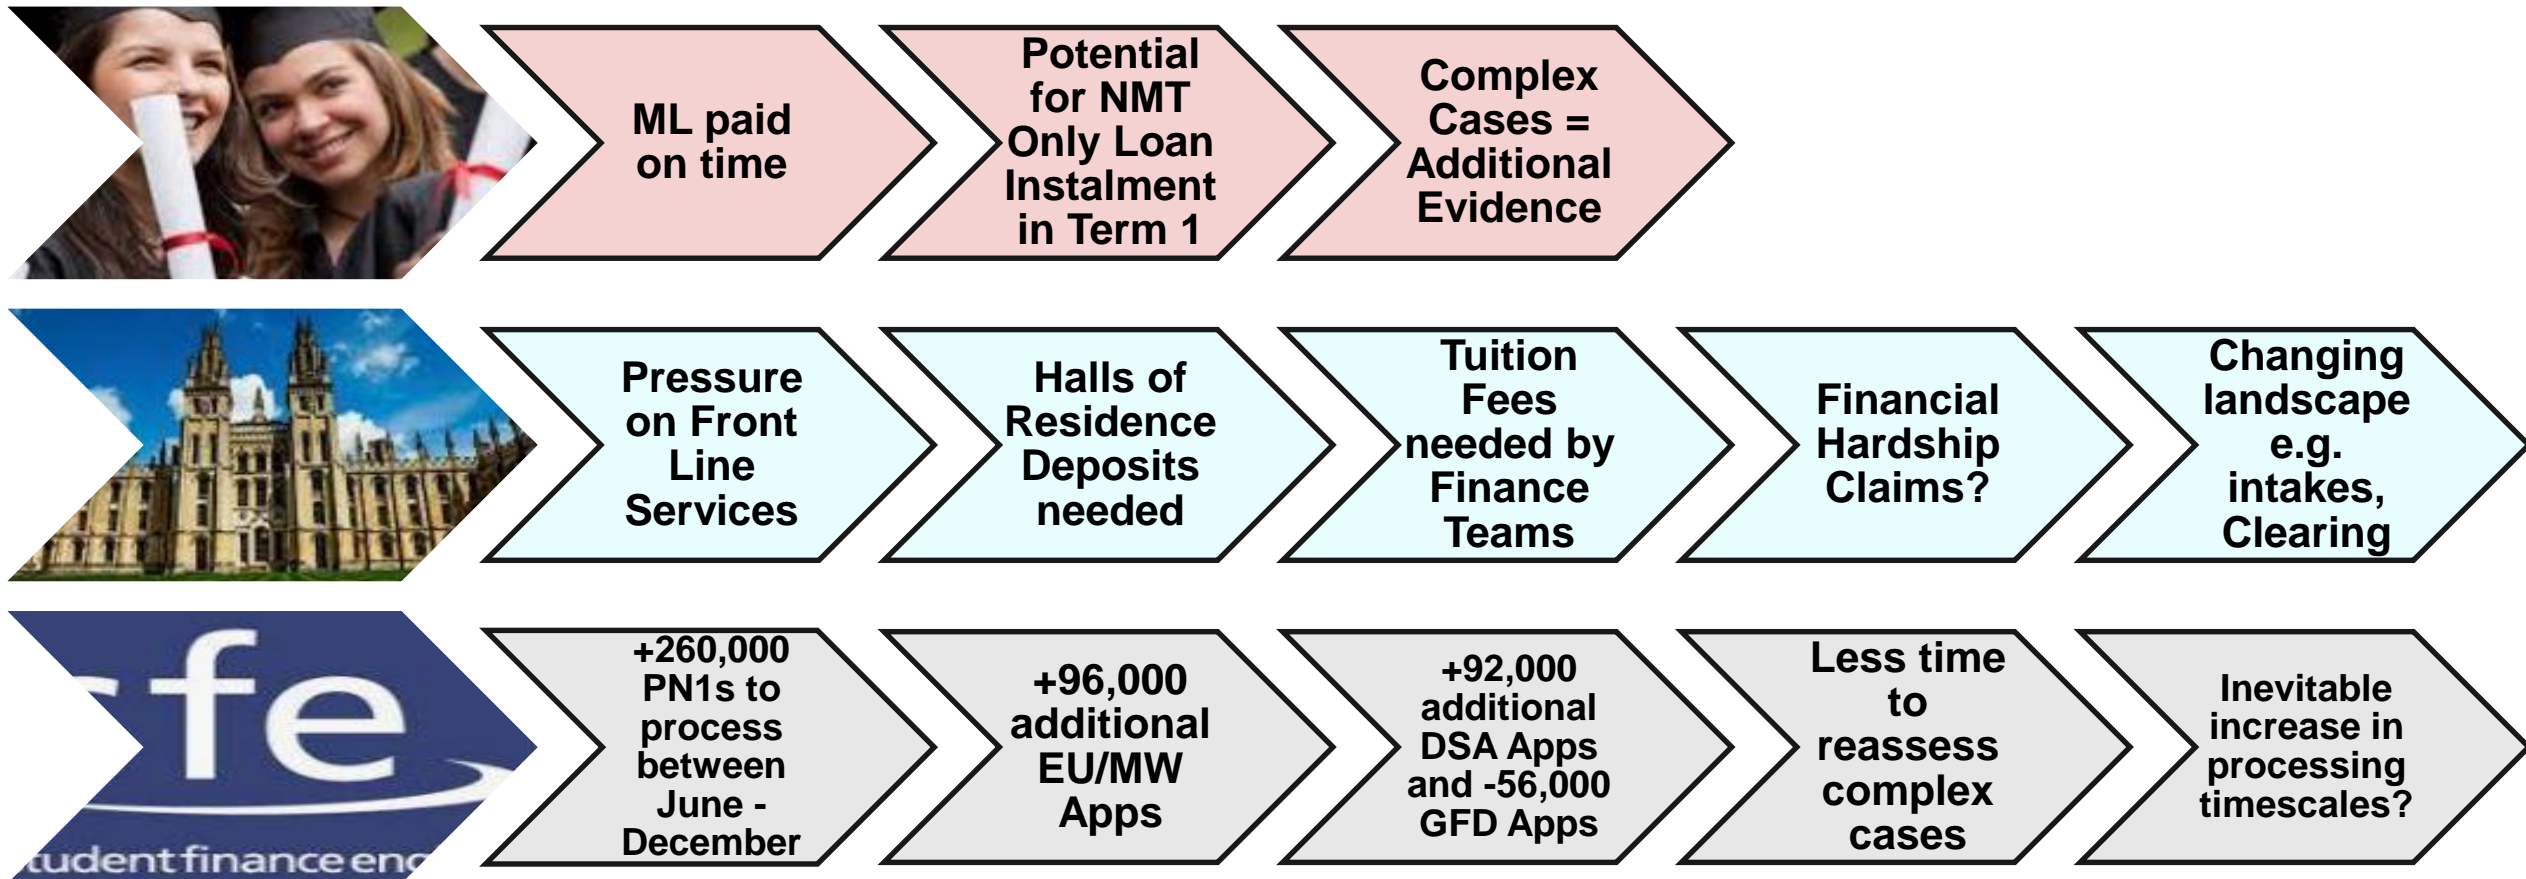 ML paid
on time
Potential
for NMT
Only Loan
Instalment
in Term 1
Complex
Cases =
Additional
Evidence
Pressure
on Front
Line
Services
Halls of
Residence
Deposits
needed
Tuition
Fees
needed by
Finance
Teams
Financial
Hardship
Claims?
Changing
landscape
e.g.
intakes,
Clearing
sfe
student finance eng
+260,000
PN1s to
process
between
June -
December
+96,000
additional
EU/MW
Apps
+92,000
additional
DSA Apps
and -56,000
GFD Apps
Less time
to
reassess
complex
cases
Inevitable
increase in
processing
timescales?